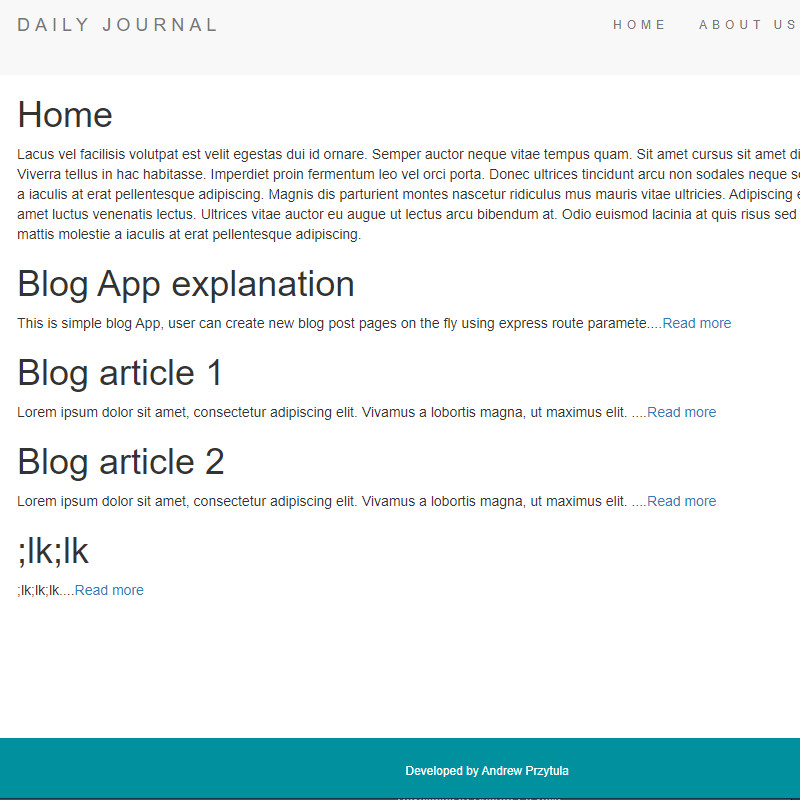 DAILY JOURNAL
HOME ABOUT US
Home
Lacus vel facilisis volutpat est velit egestas dui id ornare. Semper auctor neque vitae tempus quam. Sit amet cursus sit amet di
Viverra tellus in hac habitasse. Imperdiet proin fermentum leo vel orci porta. Donec ultrices tincidunt arcu non sodales neque s
a iaculis at erat pellentesque adipiscing. Magnis dis parturient montes nascetur ridiculus mus mauris vitae ultricies. Adipiscing e
amet luctus venenatis lectus. Ultrices vitae auctor eu augue ut lectus arcu bibendum at. Odio euismod lacinia at quis risus sed
mattis molestie a iaculis at erat pellentesque adipiscing.
Blog App explanation
This is simple blog App, user can create new blog post pages on the fly using express route paramete....Read more
Blog article 1
Lorem ipsum dolor sit amet, consectetur adipiscing elit. Vivamus a lobortis magna, ut maximus elit. ....Read more
Blog article 2
Lorem ipsum dolor sit amet, consectetur adipiscing elit. Vivamus a lobortis magna, ut maximus elit. ....Read more
;lk;lk
;lk;lk;lk....Read more
Developed by Andrew Przytula